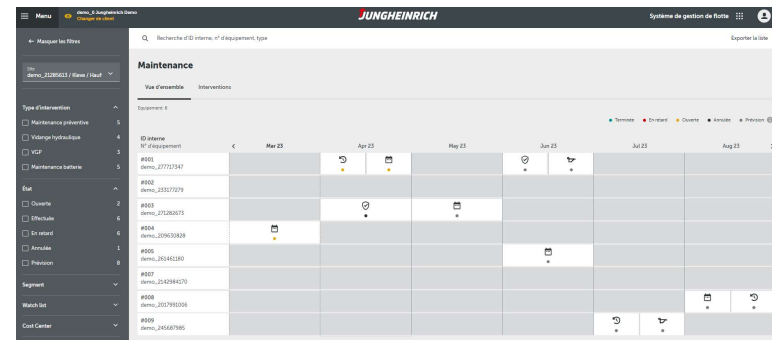 Menu
demo_0 Jungheinrich Demo
Changer de client
JUNGHEINRICH
Système de gestion de flotte
← Masquer les filtres
Recherche d'ID interne, n° d'équipement, type
Exporter la liste
Site
demo_21285613 / Kleve / Hauf
Maintenance
Vue d'ensemble Interventions
Equipment: 8
Terminée En retard Ouverte Annulée Prévision
Type d'intervention
Maintenance préventive 5
Vidange hydraulique 4
VGP 3
Maintenance batterie 5
État
Ouverte 2
Effectuée 6
En retard 6
Annulée 1
Prévision 8
Segment
Watch list
Cost Center
ID interne
N° d'équipement
Mar 23 Apr 23 May 23 Jun 23 Jul 23 Aug 23
#001
demo_277717347
#002
demo_233177279
#003
demo_271282673
#004
demo_209630828
#005
demo_261461180
#007
demo_2142984170
#008
demo_2017991006
#009
demo_245687985